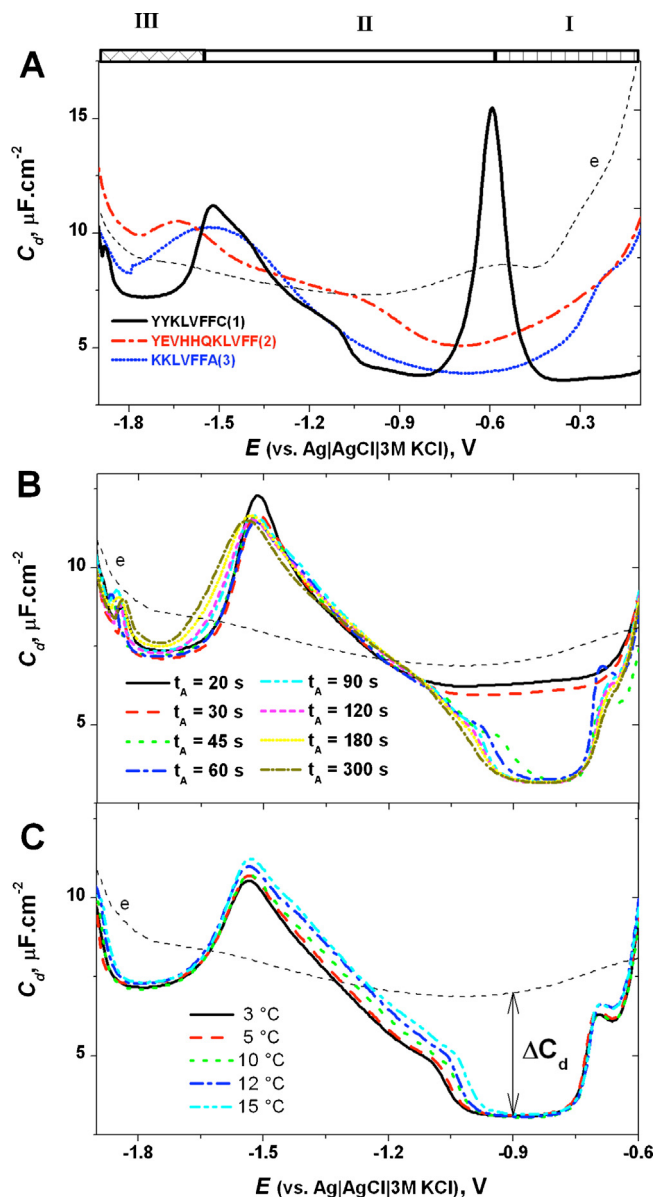 III II I
A
15
10
5
C_d, µF.cm⁻²
e
YYKLVFFC(1)
YEVHHQKLVFF(2)
KKLVFFA(3)
-1.8 -1.5 -1.2 -0.9 -0.6 -0.3
E (vs. Ag|AgCl|3M KCl), V
B
10
5
C_d, µF.cm⁻²
e
t_A = 20 s t_A = 90 s
t_A = 30 s t_A = 120 s
t_A = 45 s t_A = 180 s
t_A = 60 s t_A = 300 s
C
10
5
C_d, µF.cm⁻²
e
3 °C
5 °C
10 °C
12 °C
15 °C
ΔC_d
-1.8 -1.5 -1.2 -0.9 -0.6
E (vs. Ag|AgCl|3M KCl), V